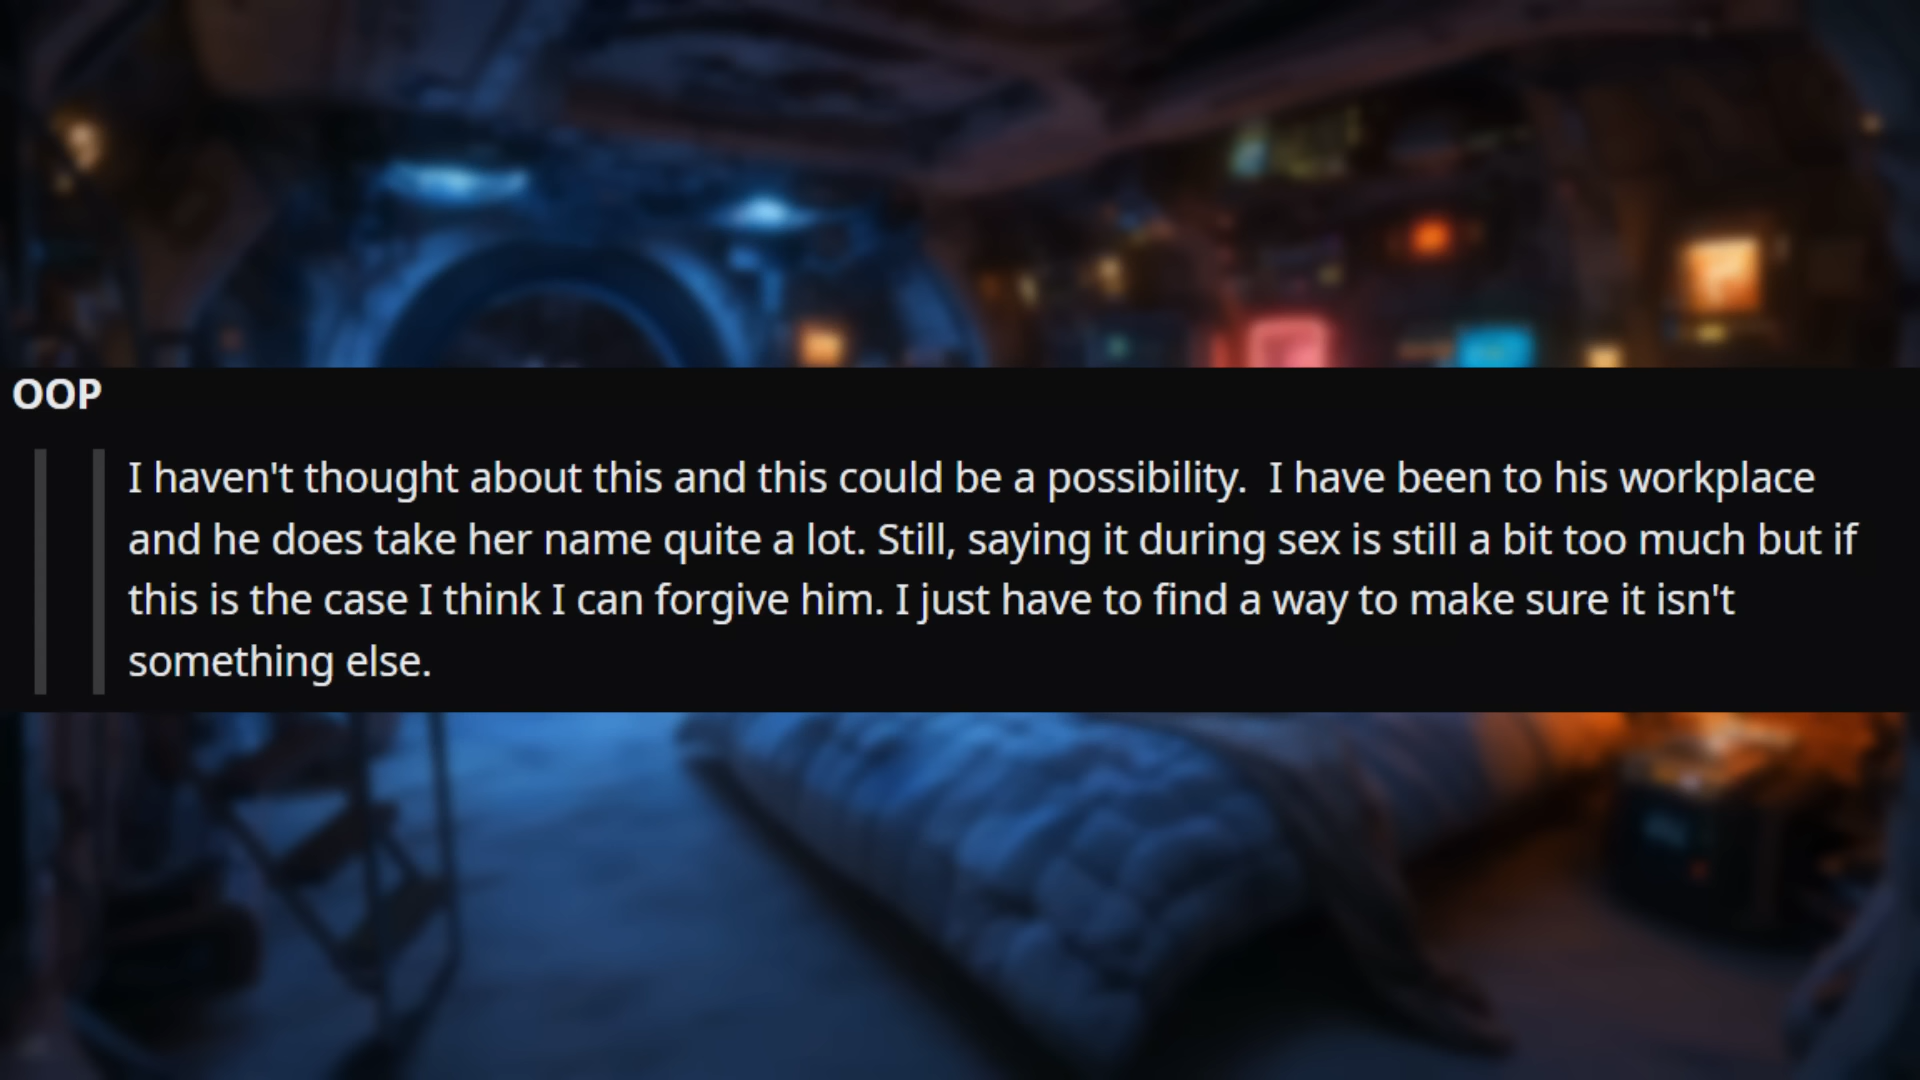 OOP
I haven't thought about this and this could be a possibility.  I have been to his workplace
and he does take her name quite a lot. Still, saying it during sex is still a bit too much but if
this is the case I think I can forgive him. I just have to find a way to make sure it isn't
something else.